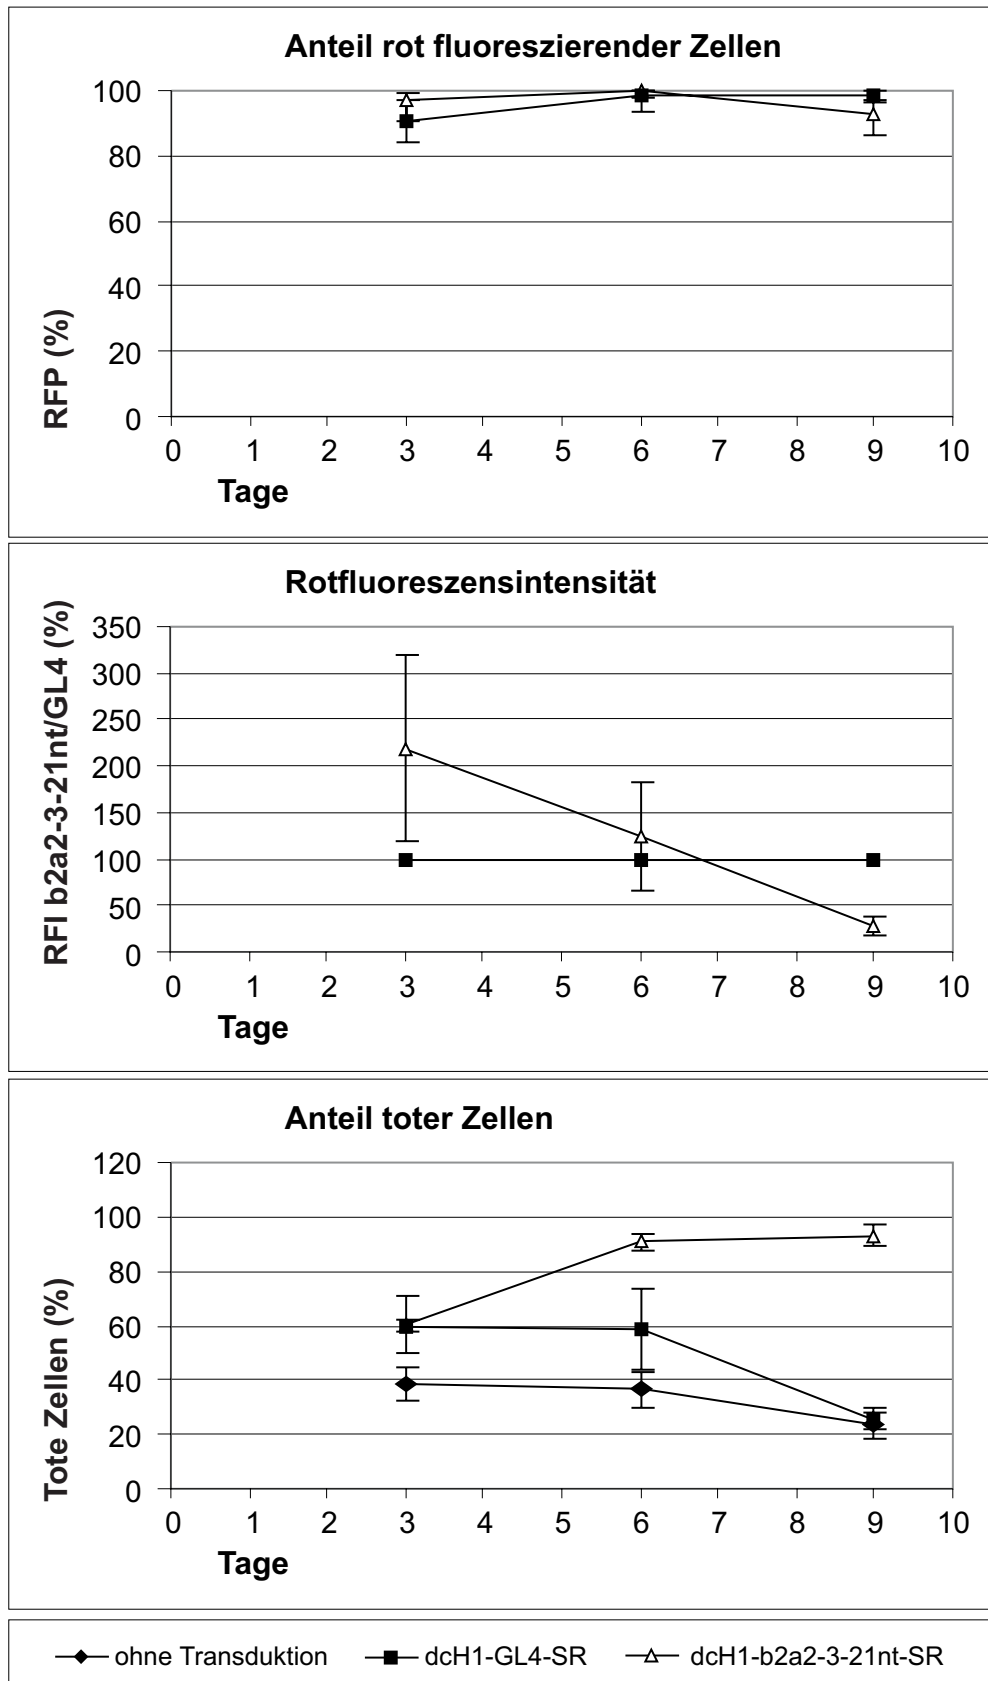 Anteil rot fluoreszierender Zellen
RFP (%)
100
80
60
40
20
0
0 1 2 3 4 5 6 7 8 9 10
Tage
Rotfluoreszensintensität
RFI b2a2-3-21nt/GL4 (%)
350
300
250
200
150
100
50
0
0 1 2 3 4 5 6 7 8 9 10
Tage
Anteil toter Zellen
Tote Zellen (%)
120
100
80
60
40
20
0
0 1 2 3 4 5 6 7 8 9 10
Tage
ohne Transduktion dcH1-GL4-SR dcH1-b2a2-3-21nt-SR